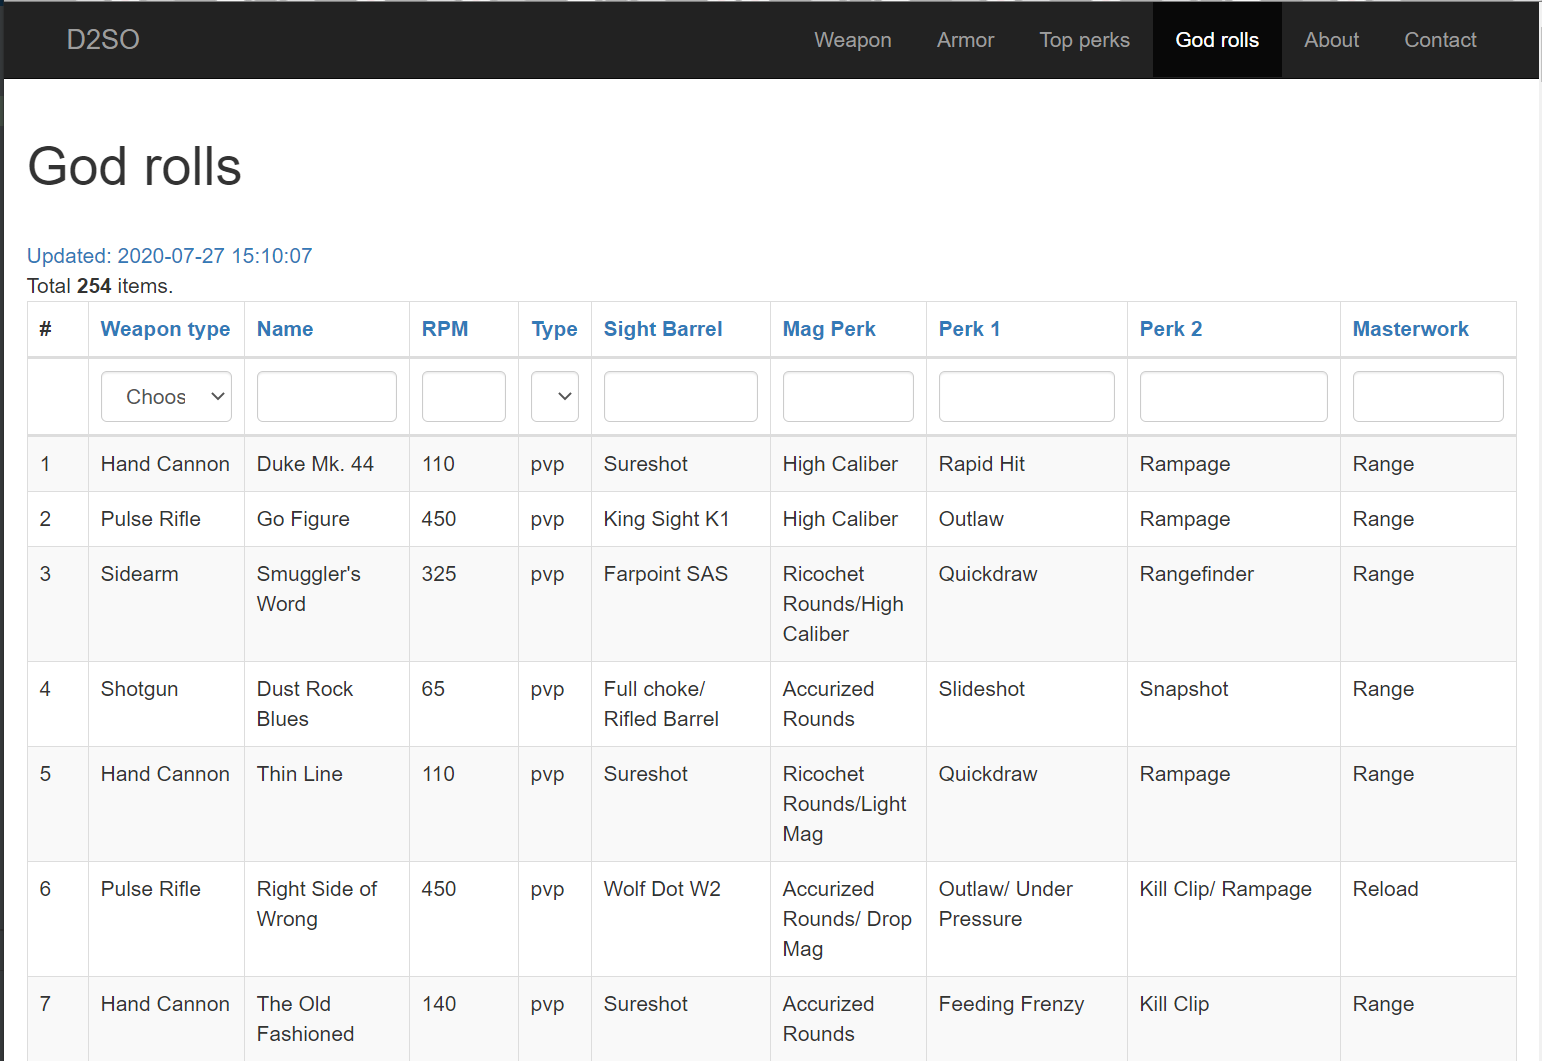 D2SO Weapon Armor Top perks God rolls About Contact
God rolls
Updated: 2020-07-27 15:10:07
Total 254 items.
# Weapon type Name RPM Type Sight Barrel Mag Perk Perk 1 Perk 2 Masterwork
Choos
1 Hand Cannon Duke Mk. 44 110 pvp Sureshot High Caliber Rapid Hit Rampage Range
2 Pulse Rifle Go Figure 450 pvp King Sight K1 High Caliber Outlaw Rampage Range
3 Sidearm Smuggler's 325 pvp Farpoint SAS Ricochet Quickdraw Rangefinder Range
Word Rounds/High
Caliber
4 Shotgun Dust Rock 65 pvp Full choke/ Accurized Slideshot Snapshot Range
Blues Rifled Barrel Rounds
5 Hand Cannon Thin Line 110 pvp Sureshot Ricochet Quickdraw Rampage Range
Rounds/Light
Mag
6 Pulse Rifle Right Side of 450 pvp Wolf Dot W2 Accurized Outlaw/ Under Kill Clip/ Rampage Reload
Wrong Rounds/ Drop Pressure
Mag
7 Hand Cannon The Old 140 pvp Sureshot Accurized Feeding Frenzy Kill Clip Range
Fashioned Rounds